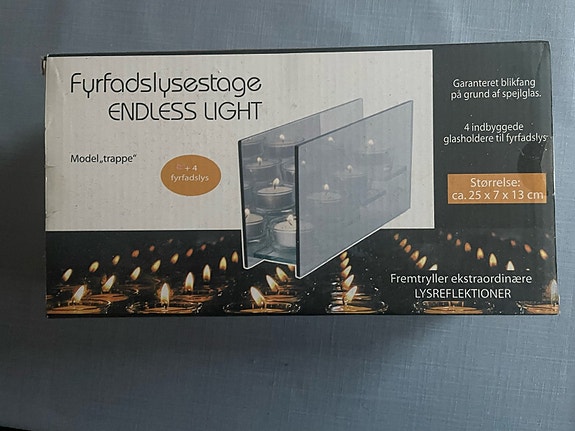 Fyrfadslysestage
ENDLESS LIGHT
Model „trappe"
+ 4
fyrfadslys
Garanteret blikfang
på grund af spejlglas.
4 indbyggede
glasholdere til fyrfadslys
Størrelse:
ca. 25 x 7 x 13 cm
Fremtryller ekstraordinære
LYSREFLEKTIONER